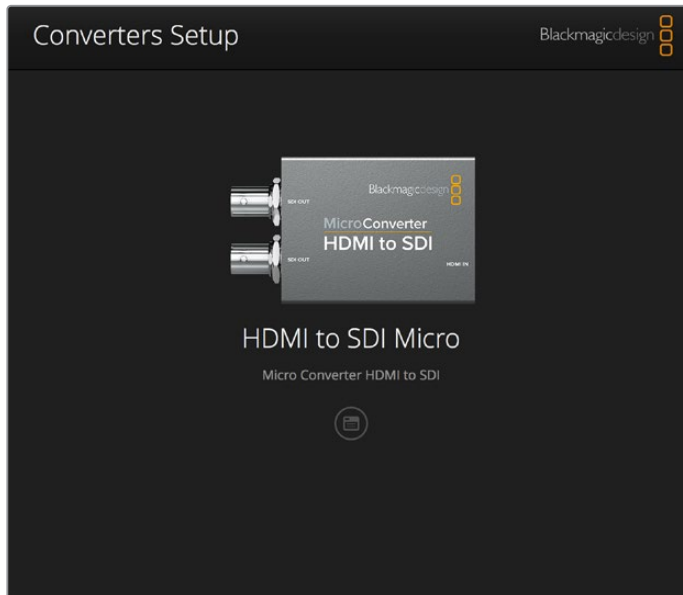 Converters Setup
Blackmagicdesign
Blackmagicdesign
SDI OUT
MicroConverter
HDMI to SDI
SDI OUT
HDMI IN
HDMI to SDI Micro
Micro Converter HDMI to SDI